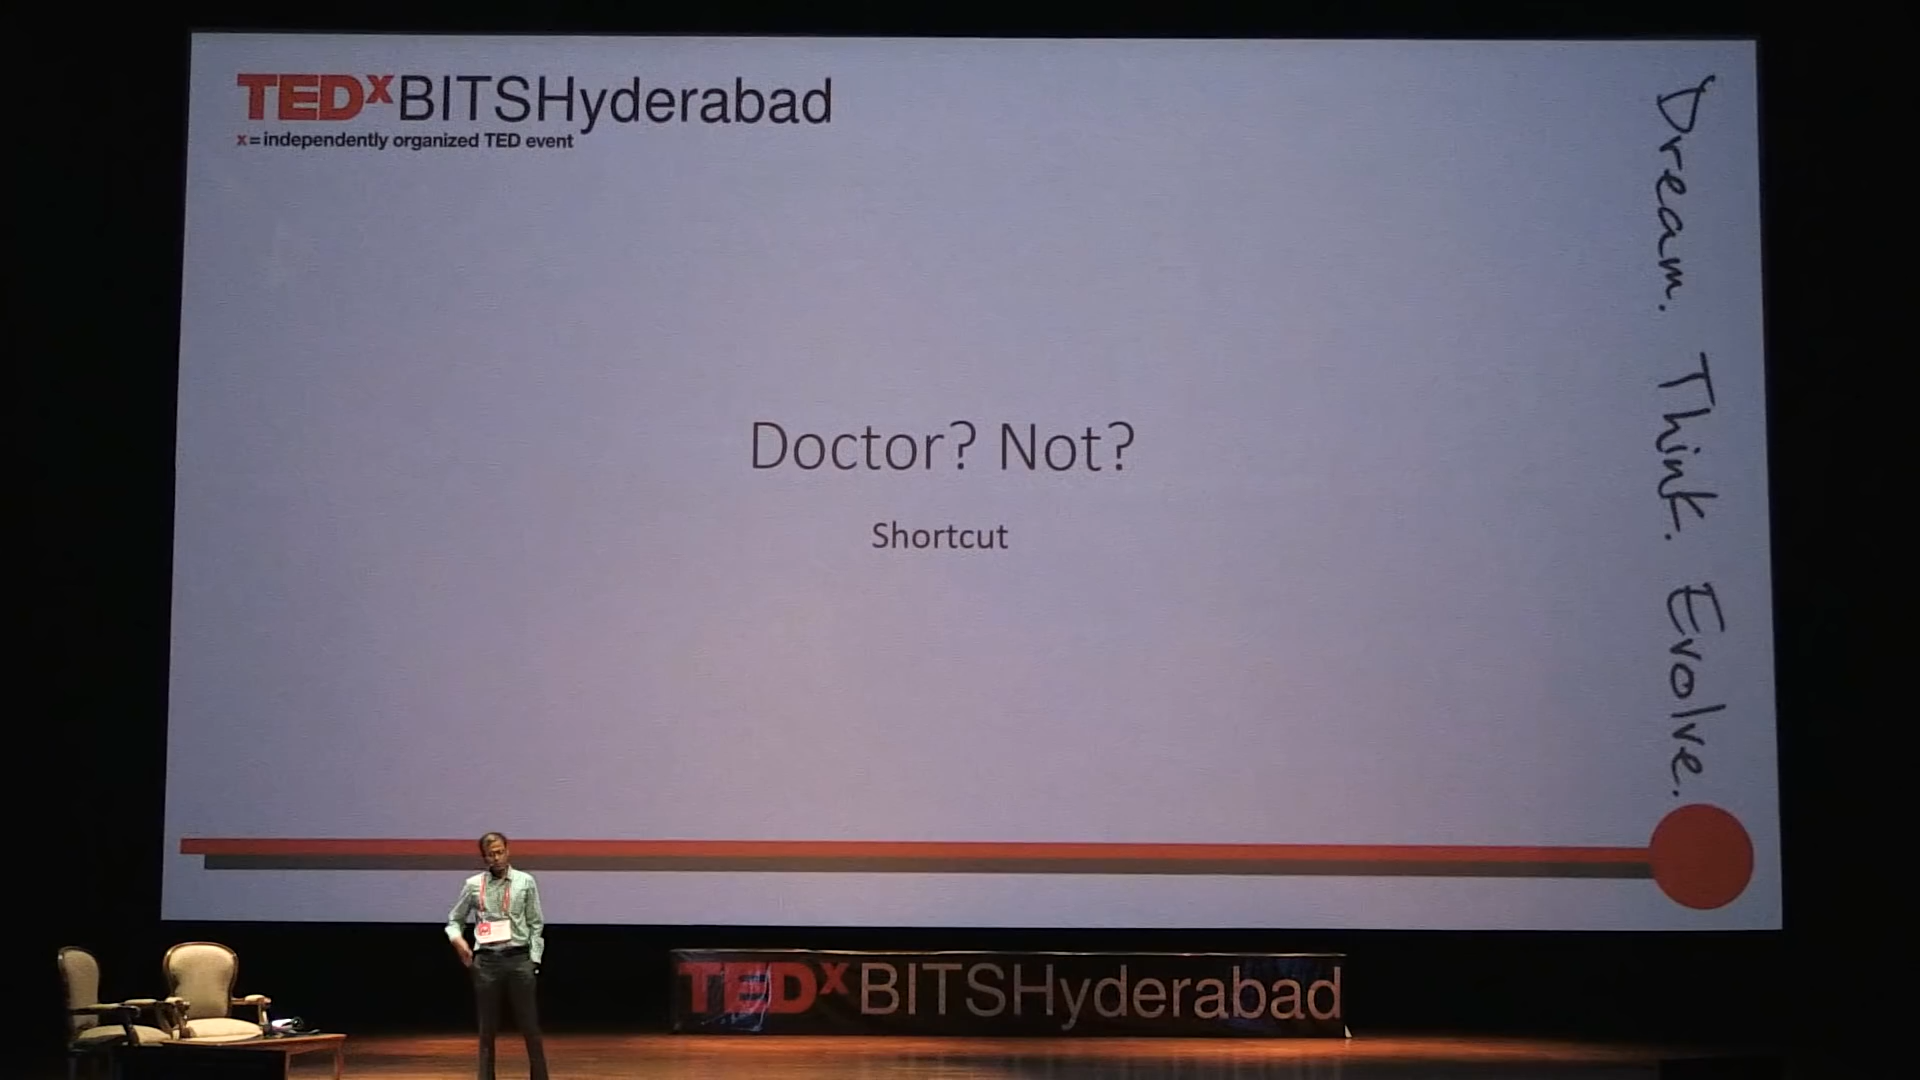 TEDxBITSHyderabad
x=independently organized TED event
Doctor? Not?
Shortcut
Dream. Think. Evolve.
TEDxBITSHyderabad